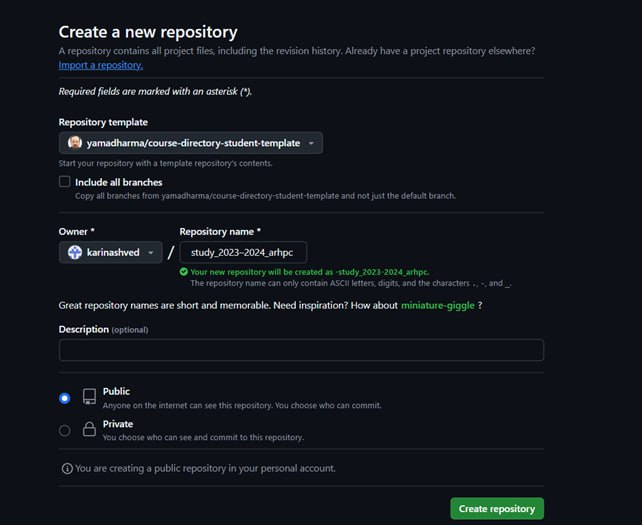 Create a new repository
A repository contains all project files, including the revision history. Already have a project repository elsewhere?
Import a repository.
Required fields are marked with an asterisk (*).
Repository template
yamadharma/course-directory-student-template
Start your repository with a template repository's contents.
Include all branches
Copy all branches from yamadharma/course-directory-student-template and not just the default branch.
Owner * Repository name *
karinashved / study_2023–2024_arhpc
Your new repository will be created as -study_2023-2024_arhpc.
The repository name can only contain ASCII letters, digits, and the characters ., -, and _.
Great repository names are short and memorable. Need inspiration? How about miniature-giggle ?
Description (optional)
Public
Anyone on the internet can see this repository. You choose who can commit.
Private
You choose who can see and commit to this repository.
You are creating a public repository in your personal account.
Create repository